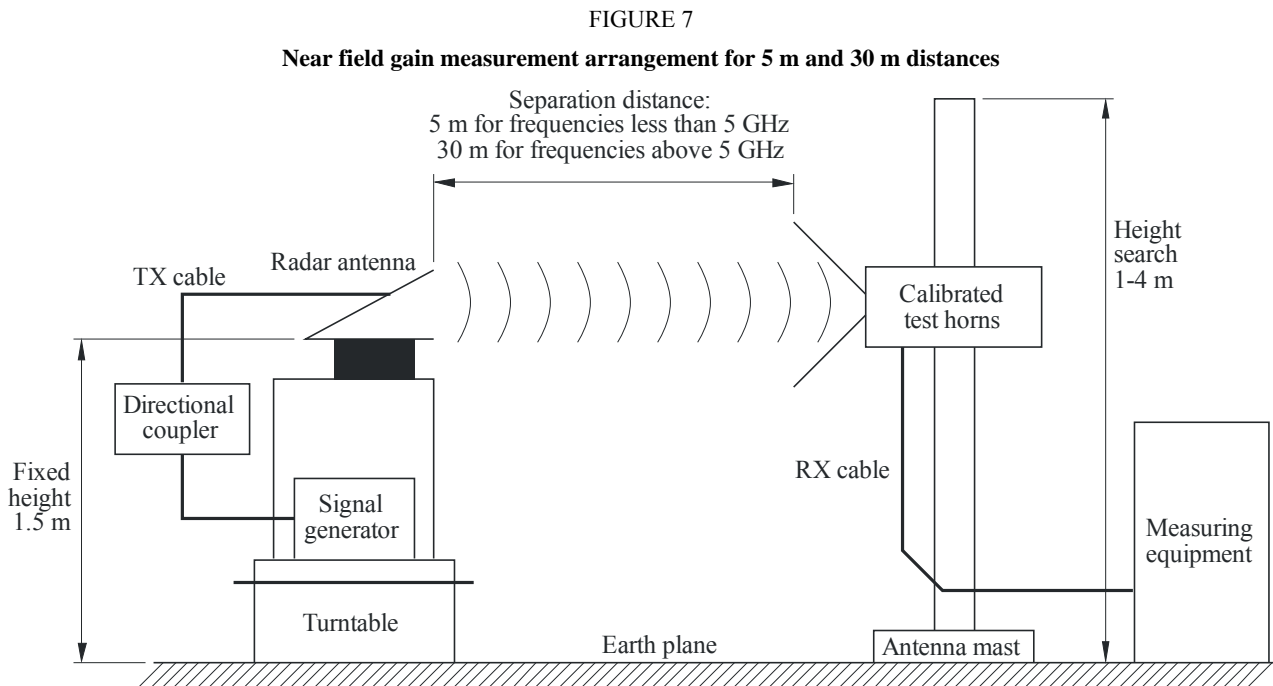 FIGURE 7
Near field gain measurement arrangement for 5 m and 30 m distances
Separation distance:
5 m for frequencies less than 5 GHz
30 m for frequencies above 5 GHz
Height
search
1-4 m
Radar antenna
TX cable
Calibrated
test horns
Directional
coupler
Fixed
height
1.5 m
RX cable
Signal
generator
Measuring
equipment
Turntable
Earth plane
Antenna mast